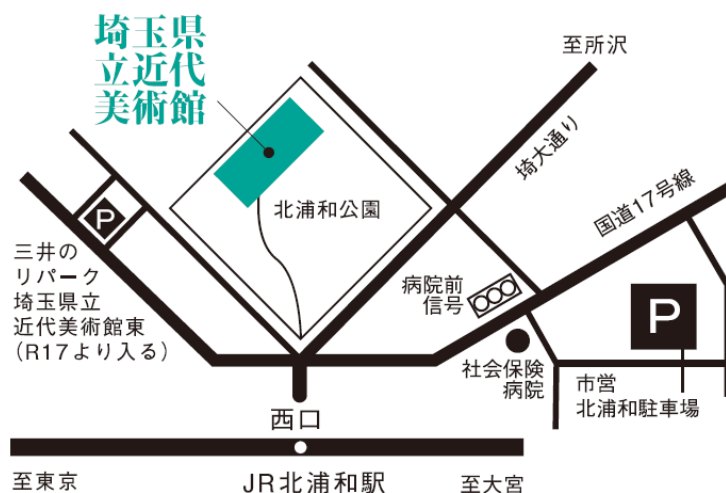 埼玉県
立近代
美術館
至所沢
埼大通り
北浦和公園
国道17号線
P
三井の
リパーク
埼玉県立
近代美術館東
（R17より入る）
病院前
信号
P
社会保険
病院
市営
北浦和駐車場
西口
至東京
JR北浦和駅
至大宮